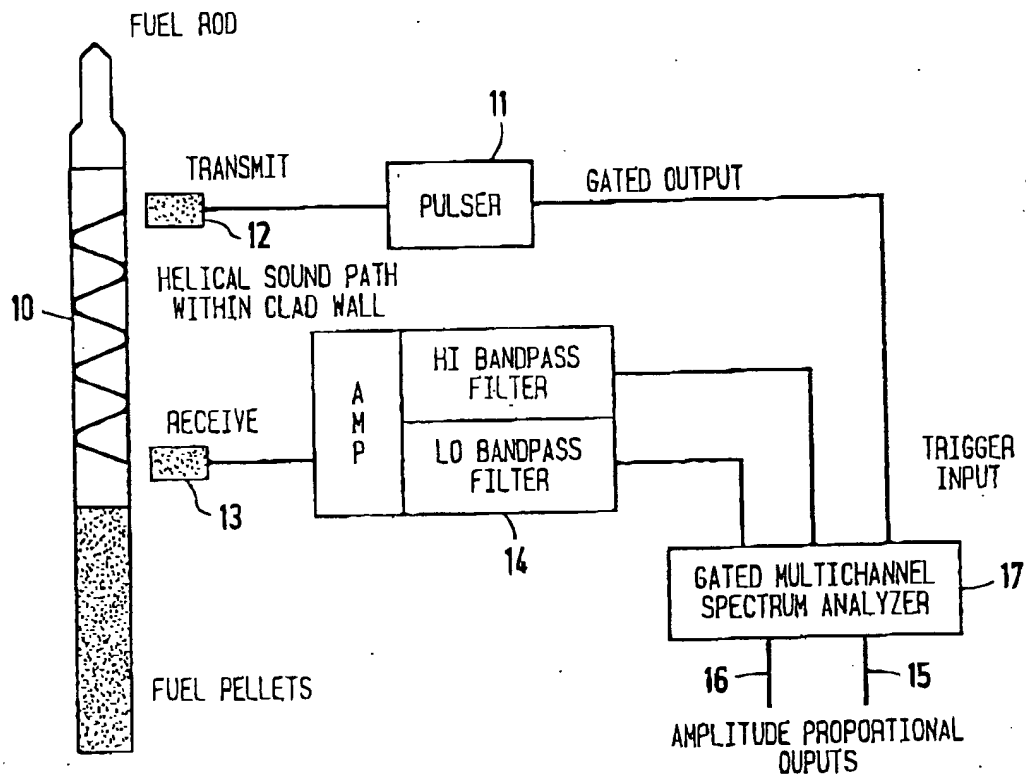 FUEL ROD
11
TRANSMIT
PULSER
GATED OUTPUT
12
HELICAL SOUND PATH
WITHIN CLAD WALL
10
AMP
HI BANDPASS
FILTER
RECEIVE
LO BANDPASS
FILTER
TRIGGER
INPUT
13
14
GATED MULTICHANNEL
SPECTRUM ANALYZER
17
FUEL PELLETS
16
15
AMPLITUDE PROPORTIONAL
OUPUTS